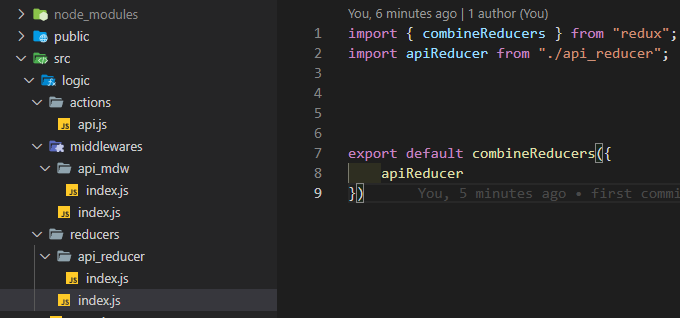 node_modules
public
src
logic
actions
JS api.js
middlewares
api_mdw
JS index.js
JS index.js
reducers
api_reducer
JS index.js
JS index.js
You, 6 minutes ago | 1 author (You)
1 import { combineReducers } from "redux";
2 import apiReducer from "./api_reducer";
3
4
5
6
7 export default combineReducers({
8 apiReducer
9 }) You, 5 minutes ago • first